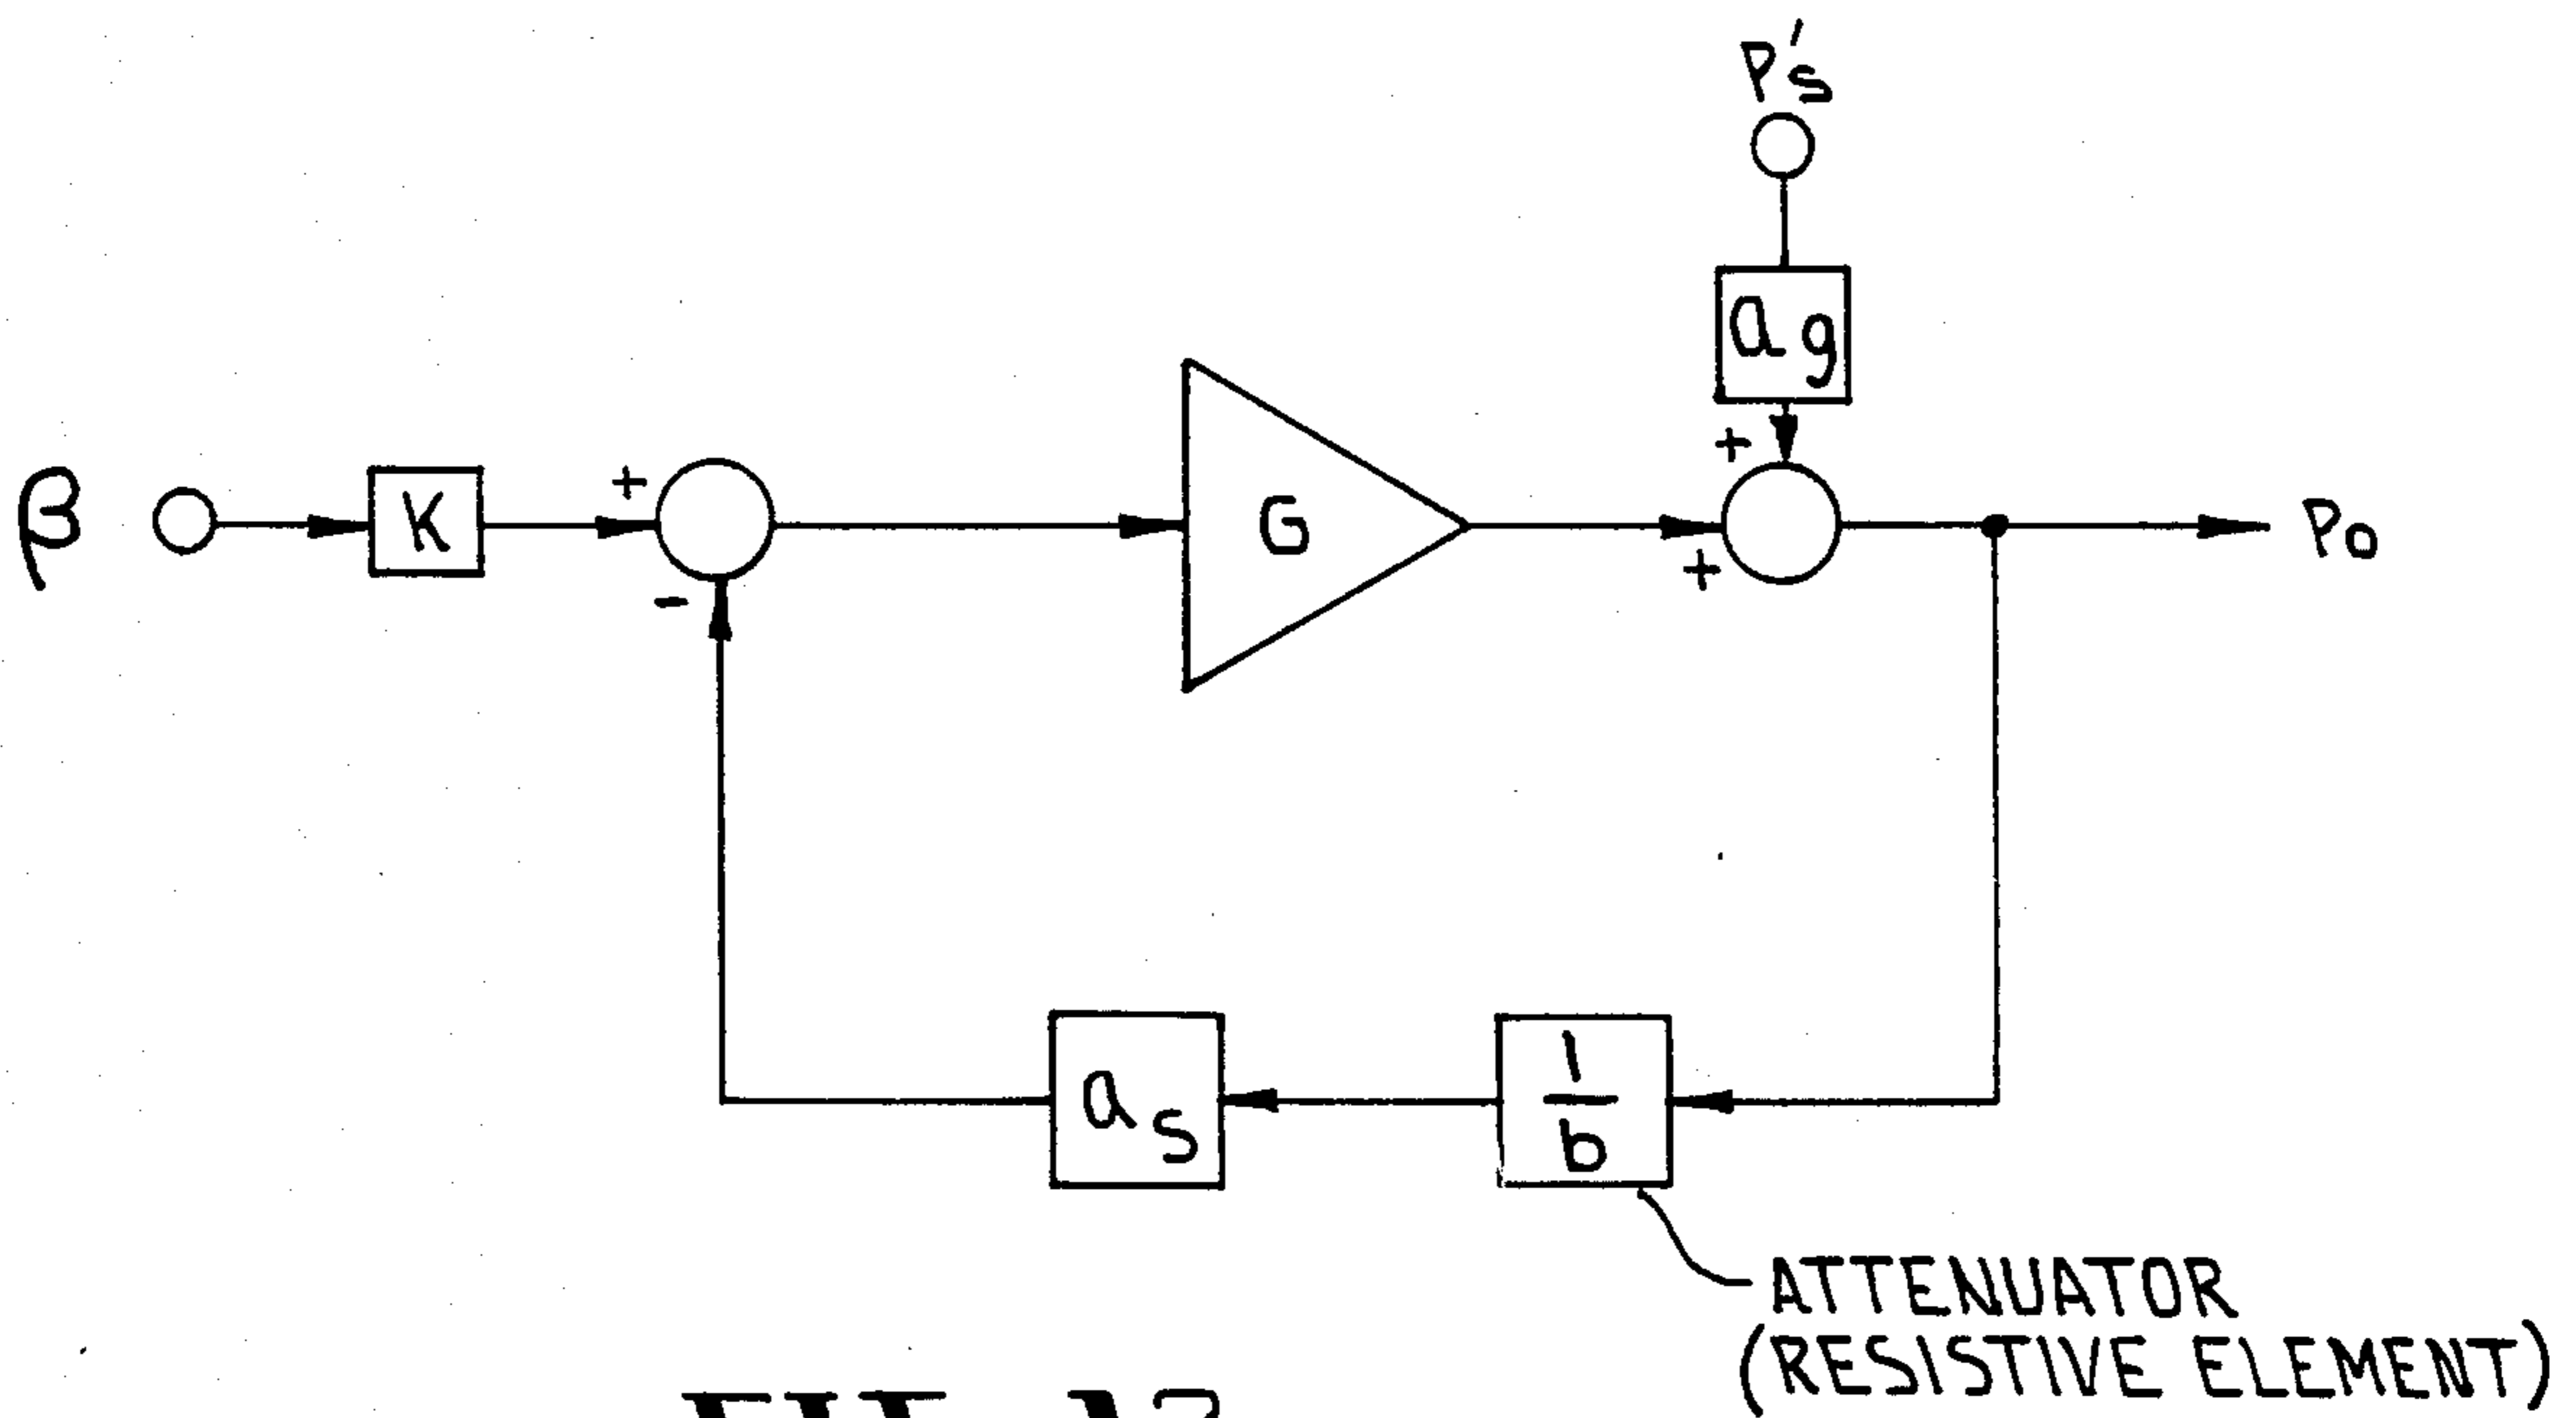 P's
ag
β
K
+
+
G
+
Po
-
as
1/b
ATTENUATOR
(RESISTIVE ELEMENT)